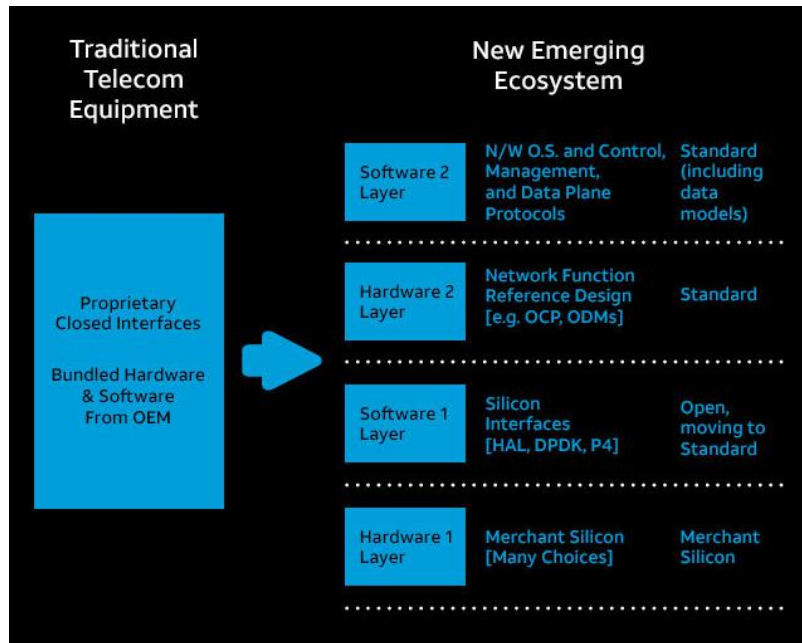 Traditional
Telecom
Equipment
New Emerging
Ecosystem
Proprietary
Closed Interfaces
Bundled Hardware
& Software
From OEM
Software 2
Layer
N/W O.S. and Control,
Management,
and Data Plane
Protocols
Standard
(including
data
models)
Hardware 2
Layer
Network Function
Reference Design
[e.g. OCP, ODMs]
Standard
Software 1
Layer
Silicon
Interfaces
[HAL, DPDK, P4]
Open,
moving to
Standard
Hardware 1
Layer
Merchant Silicon
[Many Choices]
Merchant
Silicon